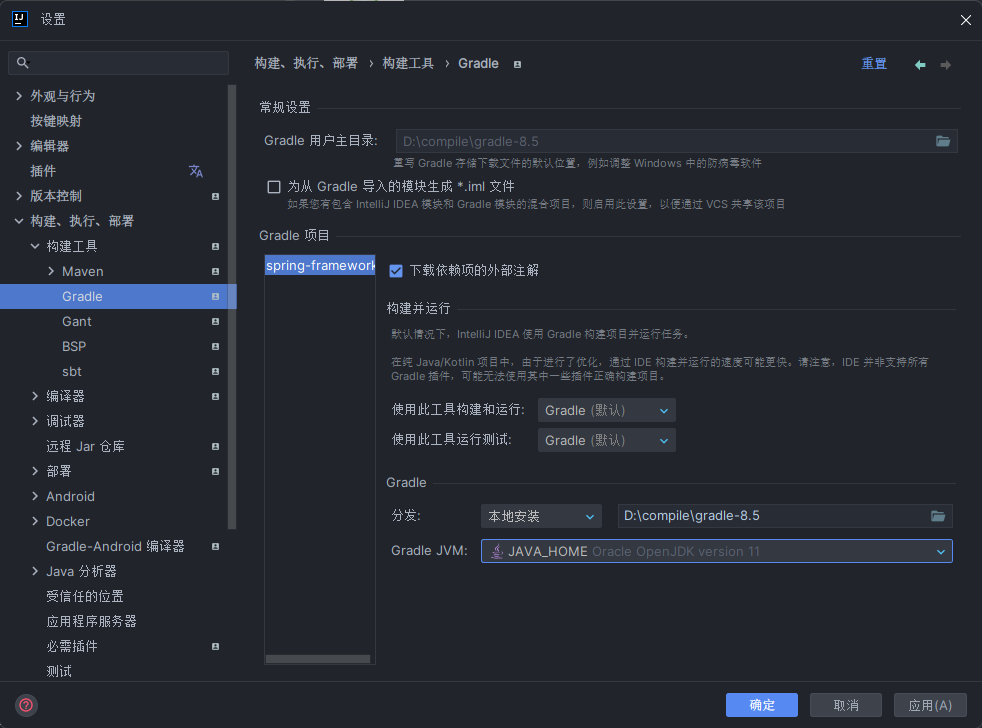 设置
构建、执行、部署 › 构建工具 › Gradle
重置
外观与行为
按键映射
编辑器
插件
版本控制
构建、执行、部署
构建工具
Maven
Gradle
Gant
BSP
sbt
编译器
调试器
远程 Jar 仓库
部署
Android
Docker
Gradle-Android 编译器
Java 分析器
受信任的位置
应用程序服务器
必需插件
测试
常规设置
Gradle 用户主目录: D:\compile\gradle-8.5
重写 Gradle 存储下载文件的默认位置，例如调整 Windows 中的防病毒软件
为从 Gradle 导入的模块生成 *.iml 文件
如果您有包含 IntelliJ IDEA 模块和 Gradle 模块的混合项目，则启用此设置，以便通过 VCS 共享该项目
Gradle 项目
spring-framework
下载依赖项的外部注解
构建并运行
默认情况下，IntelliJ IDEA 使用 Gradle 构建项目并运行任务。
在纯 Java/Kotlin 项目中，由于进行了优化，通过 IDE 构建并运行的速度可能更快。请注意，IDE 并非支持所有
Gradle 插件，可能无法使用其中一些插件正确构建项目。
使用此工具构建和运行: Gradle (默认)
使用此工具运行测试: Gradle (默认)
Gradle
分发: 本地安装 D:\compile\gradle-8.5
Gradle JVM: JAVA_HOME Oracle OpenJDK version 11
确定 取消 应用(A)